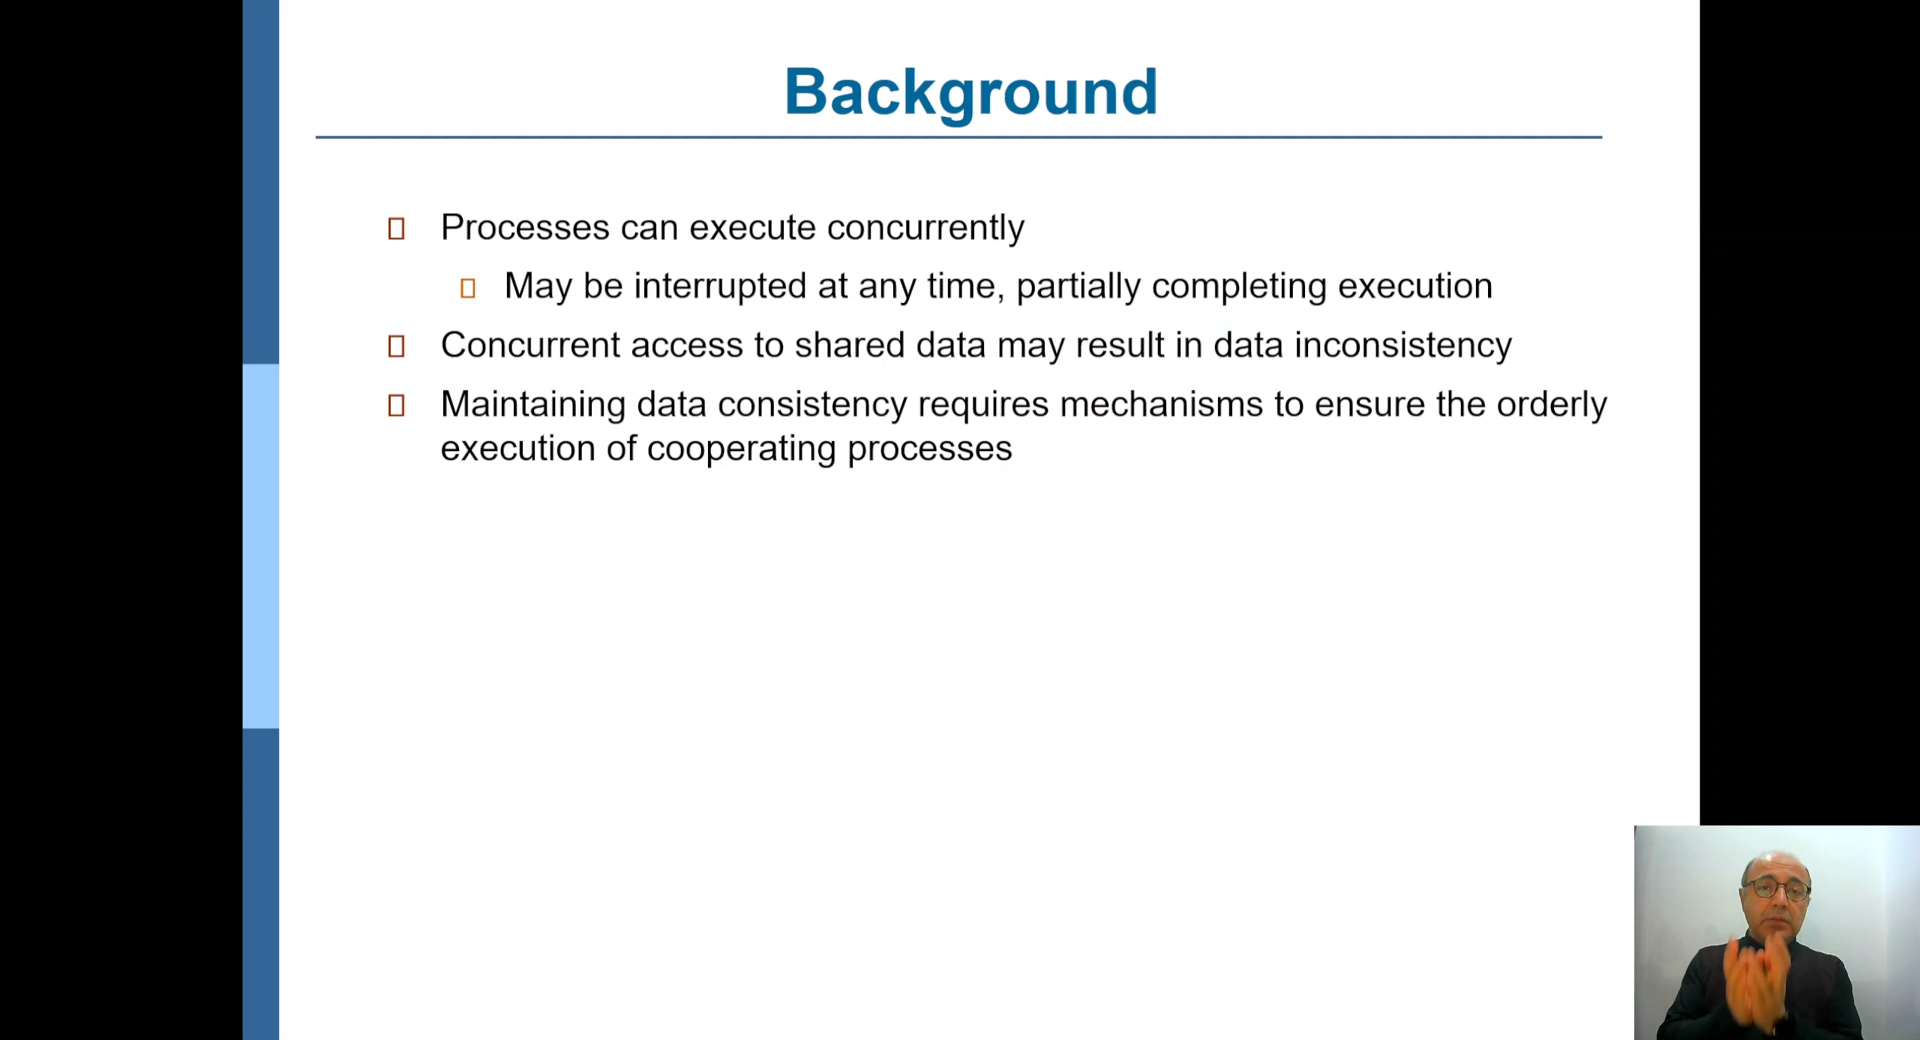 Background
Processes can execute concurrently
May be interrupted at any time, partially completing execution
Concurrent access to shared data may result in data inconsistency
Maintaining data consistency requires mechanisms to ensure the orderly
execution of cooperating processes